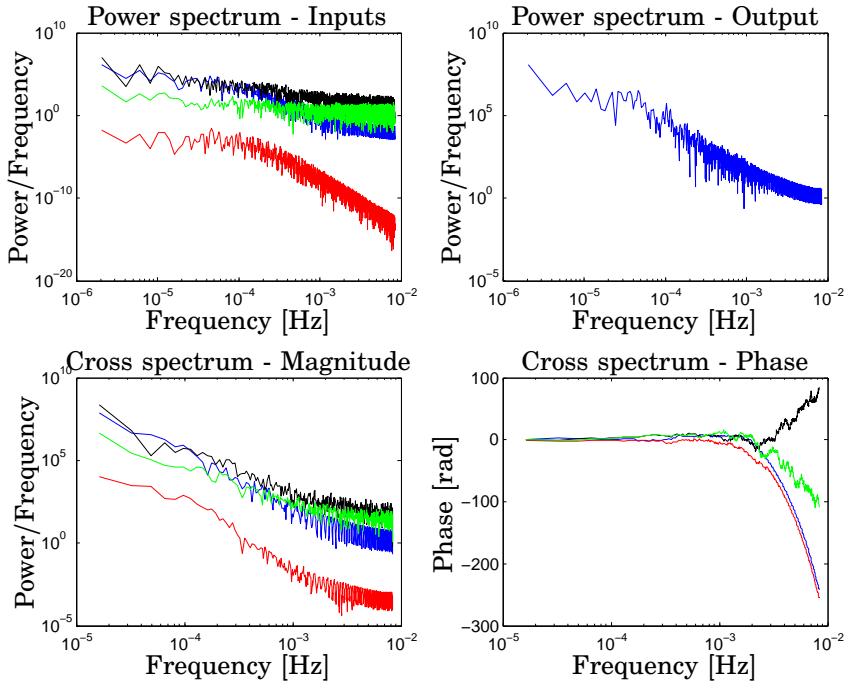 Power spectrum - Inputs
Power/Frequency
10^10
10^0
10^-10
10^-20
10^-6
10^-5
10^-4
10^-3
10^-2
Frequency [Hz]
Power spectrum - Output
Power/Frequency
10^10
10^5
10^0
10^-5
10^-6
10^-5
10^-4
10^-3
10^-2
Frequency [Hz]
Cross spectrum - Magnitude
Power/Frequency
10^10
10^5
10^0
10^-5
10^-5
10^-4
10^-3
10^-2
Frequency [Hz]
Cross spectrum - Phase
Phase [rad]
100
0
-100
-200
-300
10^-5
10^-4
10^-3
10^-2
Frequency [Hz]